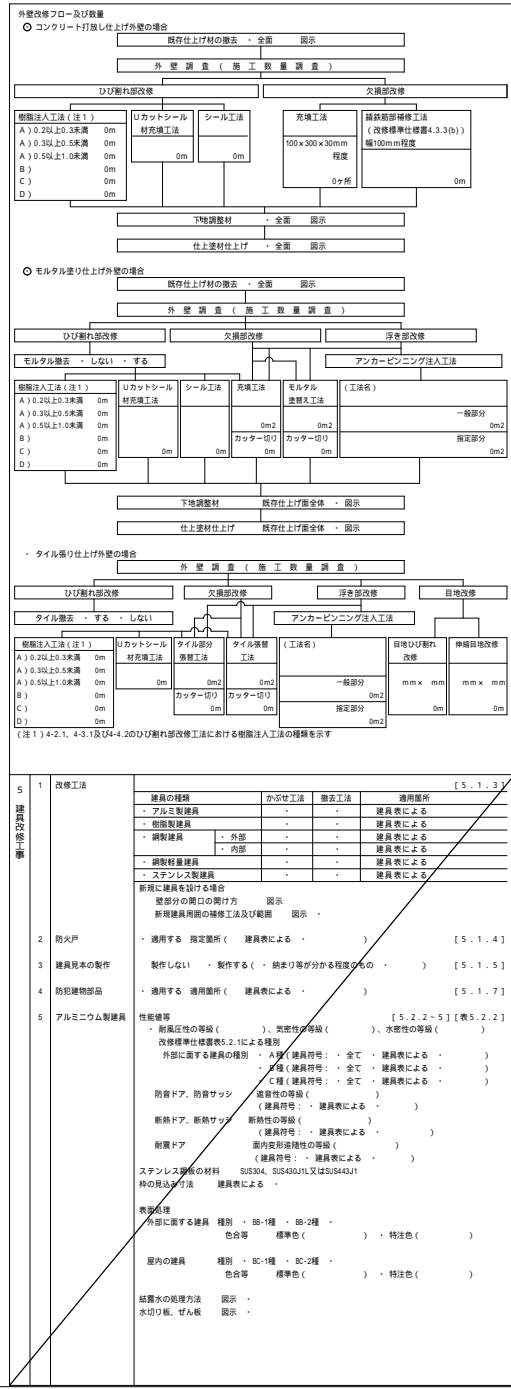 外壁改修フロー及び数量
⊙ コンクリート打放し仕上げ外壁の場合
既存仕上げ材の撤去 ・ 全面 図示
外 壁 調 査 ( 施 工 数 量 調 査 )
ひび割れ部改修 欠損部改修
樹脂注入工法(注1) Uカットシール シール工法 充填工法 錆鉄筋部補修工法
A)0.2以上0.3未満 0m 材充填工法 (改修標準仕様書4.3.3(b))
A)0.3以上0.5未満 0m 100×300×30mm 幅100mm程度
A)0.5以上1.0未満 0m 0m 0m 程度
B) 0m
C) 0m 0ヶ所 0m
D) 0m
下地調整材 ・ 全面 図示
仕上塗材仕上げ ・ 全面 図示
⊙ モルタル塗り仕上げ外壁の場合
既存仕上げ材の撤去 ・ 全面 図示
外 壁 調 査 ( 施 工 数 量 調 査 )
ひび割れ部改修 欠損部改修 浮き部改修
モルタル撤去 ・ しない ・ する アンカーピンニング注入工法
樹脂注入工法(注1) Uカットシール シール工法 充填工法 モルタル (工法名)
A)0.2以上0.3未満 0m 材充填工法 塗替え工法
A)0.3以上0.5未満 0m 一般部分
A)0.5以上1.0未満 0m 0m2 0m2 0m2
B) 0m カッター切り カッター切り 指定部分
C) 0m 0m 0m 0m 0m 0m2
D) 0m
下地調整材 既存仕上げ面全体 ・ 図示
仕上塗材仕上げ 既存仕上げ面全体 ・ 図示
・ タイル張り仕上げ外壁の場合
外 壁 調 査 ( 施 工 数 量 調 査 )
ひび割れ部改修 欠損部改修 浮き部改修 目地改修
タイル撤去 ・ する ・ しない アンカーピンニング注入工法
樹脂注入工法(注1) Uカットシール タイル部分 タイル張替 (工法名) 目地ひび割れ 伸縮目地改修
A)0.2以上0.3未満 0m 材充填工法 張替工法 工法 改修
A)0.3以上0.5未満 0m
A)0.5以上1.0未満 0m 0m 0m2 0m2 一般部分 mm× mm mm× mm
B) 0m カッター切り カッター切り 0m2
C) 0m 0m 0m 指定部分 0m 0m
D) 0m 0m2
(注1)4-2.1、4-3.1及び4-4.2のひび割れ部改修工法における樹脂注入工法の種類を示す
5 建具改修工事
1 改修工法 [5.1.3]
建具の種類 かぶせ工法 撤去工法 適用箇所
・ アルミ製建具 ・ ・ 建具表による
・ 樹脂製建具 ・ ・ 建具表による
・ 鋼製建具 ・ 外部 ・ ・ 建具表による
・ 内部 ・ ・ 建具表による
・ 鋼製軽量建具 ・ ・ 建具表による
・ ステンレス製建具 ・ ・ 建具表による
新規に建具を設ける場合
壁部分の開口の開け方 図示
新規建具周囲の補修工法及び範囲 図示 ・
2 防火戸 ・ 適用する 指定箇所( 建具表による ・ ) [5.1.4]
3 建具見本の製作 製作しない ・ 製作する( ・ 納まり等が分かる程度のもの ・ ) [5.1.5]
4 防犯建物部品 ・ 適用する 適用箇所( 建具表による ・ ) [5.1.7]
5 アルミニウム製建具 性能値等 [5.2.2~5][表5.2.2]
・ 耐風圧性の等級( )、気密性の等級( )、水密性の等級( )
改修標準仕様書表5.2.1による種別
外部に面する建具の種別 ・ A種(建具符号: ・ 全て ・ 建具表による ・ )
・ B種(建具符号: ・ 全て ・ 建具表による ・ )
・ C種(建具符号: ・ 全て ・ 建具表による ・ )
防音ドア、防音サッシ 遮音性の等級( )
(建具符号: ・ 建具表による ・ )
断熱ドア、断熱サッシ 断熱性の等級( )
(建具符号: ・ 建具表による ・ )
耐震ドア 面内変形追随性の等級( )
(建具符号: ・ 建具表による ・ )
ステンレス鋼板の材料 SUS304、SUS430J1L又はSUS443J1
枠の見込み寸法 建具表による ・
表面処理
外部に面する建具 種別 ・ BB-1種 ・ BB-2種 ・
色合等 標準色( ) ・ 特注色( )
屋内の建具 種別 ・ BC-1種 ・ BC-2種 ・
色合等 標準色( ) ・ 特注色( )
結露水の処理方法 図示 ・
水切り板、ぜん板 図示 ・